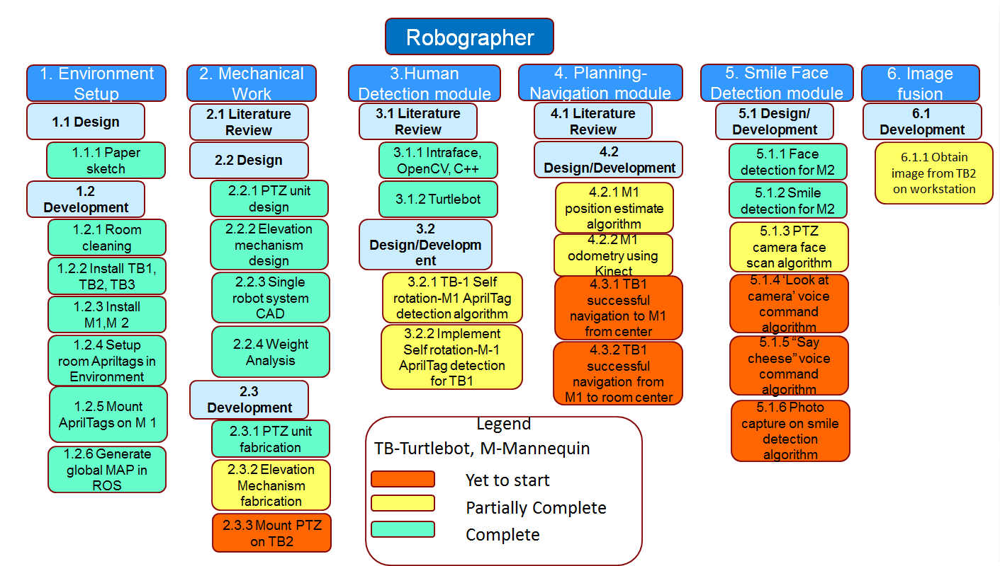 Robographer
1. Environment
Setup
1.1 Design
1.1.1 Paper
sketch
1.2
Development
1.2.1 Room
cleaning
1.2.2 Install TB1,
TB2, TB3
1.2.3 Install
M1,M 2
1.2.4 Setup
room Apriltags in
Environment
1.2.5 Mount
AprilTags on M 1
1.2.6 Generate
global MAP in
ROS
2. Mechanical
Work
2.1 Literature
Review
2.2 Design
2.2.1 PTZ unit
design
2.2.2 Elevation
mechanism
design
2.2.3 Single
robot system
CAD
2.2.4 Weight
Analysis
2.3
Development
2.3.1 PTZ unit
fabrication
2.3.2 Elevation
Mechanism
fabrication
2.3.3 Mount PTZ
on TB2
3.Human
Detection module
3.1 Literature
Review
3.1.1 Intraface,
OpenCV, C++
3.1.2 Turtlebot
3.2
Design/Developm
ent
3.2.1 TB-1 Self
rotation-M1 AprilTag
detection algorithm
3.2.2 Implement
Self rotation-M-1
AprilTag detection
for TB1
4. Planning-
Navigation module
4.1 Literature
Review
4.2
Design/Development
4.2.1 M1
position estimate
algorithm
4.2.2 M1
odometry using
Kinect
4.3.1 TB1
successful
navigation to M1
from center
4.3.2 TB1
successful
navigation from
M1 to room center
5. Smile Face
Detection module
5.1 Design/
Development
5.1.1 Face
detection for M2
5.1.2 Smile
detection for M2
5.1.3 PTZ
camera face
scan algorithm
5.1.4 ‘Look at
camera’ voice
command
algorithm
5.1.5 “Say
cheese” voice
command
algorithm
5.1.6 Photo
capture on smile
detection
algorithm
6. Image
fusion
6.1
Development
6.1.1 Obtain
image from TB2
on workstation
Legend
TB-Turtlebot, M-Mannequin
Yet to start
Partially Complete
Complete